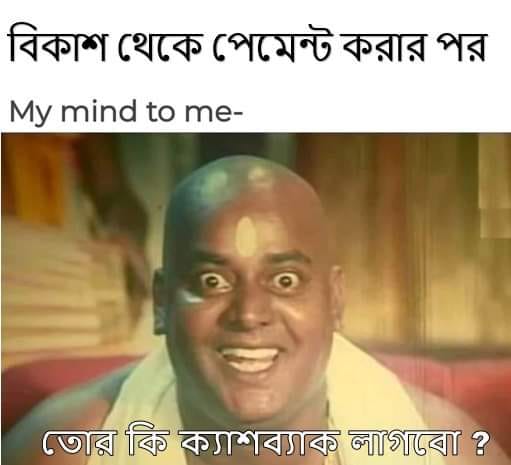 বিকাশ থেকে পেমেন্ট করার পর
My mind to me-
তোর কি ক্যাশব্যাক লাগবো ?